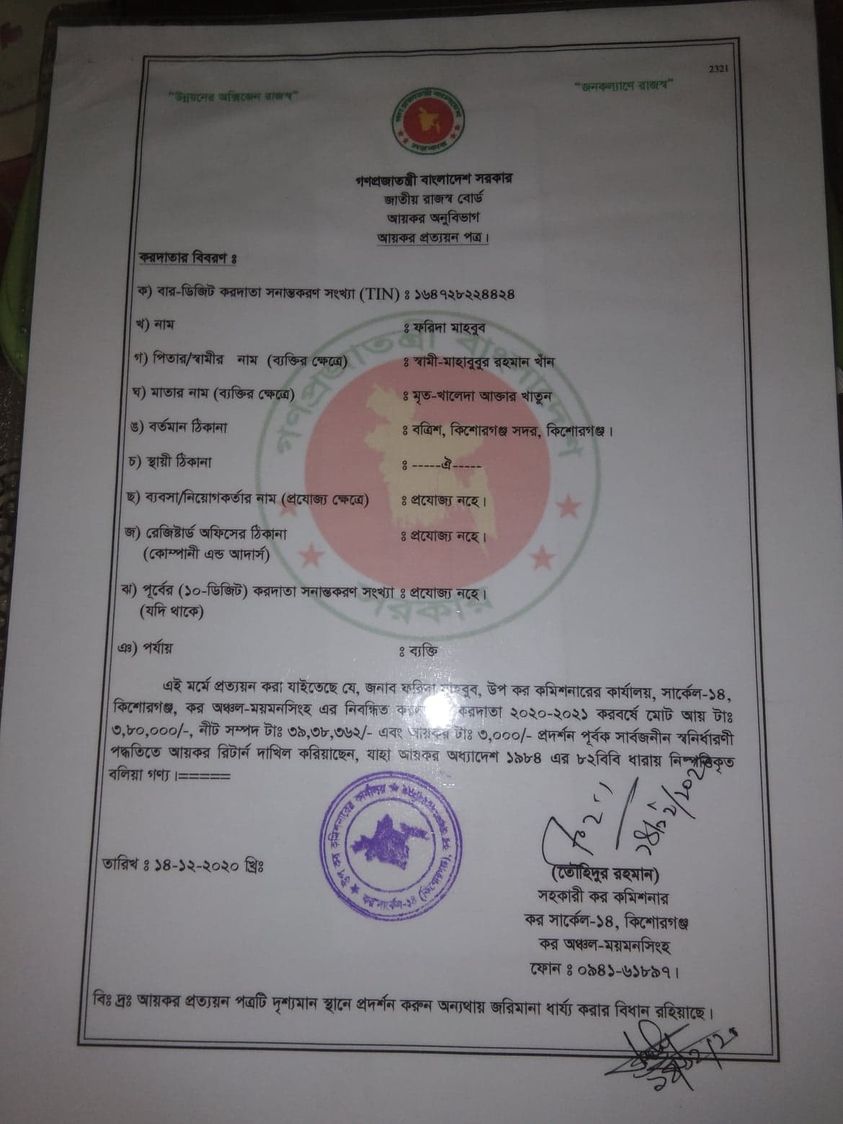 2321
"উন্নয়নের অক্সিজেন রাজস্ব"
"জনকল্যাণে রাজস্ব"
গণপ্রজাতন্ত্রী বাংলাদেশ সরকার
জাতীয় রাজস্ব বোর্ড
আয়কর অনুবিভাগ
আয়কর প্রত্যয়ন পত্র।
করদাতার বিবরণ ঃ
ক) বার-ডিজিট করদাতা সনাক্তকরণ সংখ্যা (TIN) ঃ ১৬৪৭২৮২২৪৪২৪
খ) নাম ঃ ফরিদা মাহবুব
গ) পিতার/স্বামীর নাম (ব্যক্তির ক্ষেত্রে) ঃ স্বামী-মাহাবুবুর রহমান খাঁন
ঘ) মাতার নাম (ব্যক্তির ক্ষেত্রে) ঃ মৃত-খালেদা আক্তার খাতুন
ঙ) বর্তমান ঠিকানা ঃ বত্রিশ, কিশোরগঞ্জ সদর, কিশোরগঞ্জ।
চ) স্থায়ী ঠিকানা ঃ -----ঐ-----
ছ) ব্যবসা/নিয়োগকর্তার নাম (প্রযোজ্য ক্ষেত্রে) ঃ প্রযোজ্য নহে।
জ) রেজিষ্টার্ড অফিসের ঠিকানা ঃ প্রযোজ্য নহে।
(কোম্পানী এন্ড আদার্স)
ঝ) পূর্বের (১০-ডিজিট) করদাতা সনাক্তকরণ সংখ্যা ঃ প্রযোজ্য নহে।
(যদি থাকে)
ঞ) পর্যায় ঃ ব্যক্তি
এই মর্মে প্রত্যয়ন করা যাইতেছে যে, জনাব ফরিদা মাহবুব, উপ কর কমিশনারের কার্যালয়, সার্কেল-১৪,
কিশোরগঞ্জ, কর অঞ্চল-ময়মনসিংহ এর নিবন্ধিত করদাতা ২০২০-২০২১ করবর্ষে মোট আয় টাঃ
৩,৮০,০০০/-, নীট সম্পদ টাঃ ৩৯,৩৮,৩৬২/- এবং আয়কর টাঃ ৩,০০০/- প্রদর্শন পূর্বক সার্বজনীন স্বনির্ধারণী
পদ্ধতিতে আয়কর রিটার্ন দাখিল করিয়াছেন, যাহা আয়কর অধ্যাদেশ ১৯৮৪ এর ৮২বিবি ধারায় নিষ্পত্তিকৃত
বলিয়া গণ্য।=====
তারিখ ঃ ১৪-১২-২০২০ খ্রিঃ
(তৌহিদুর রহমান)
সহকারী কর কমিশনার
কর সার্কেল-১৪, কিশোরগঞ্জ
কর অঞ্চল-ময়মনসিংহ
ফোন ঃ ০৯৪১-৬১৮৯৭।
বিঃ দ্রঃ আয়কর প্রত্যয়ন পত্রটি দৃশ্যমান স্থানে প্রদর্শন করুন অন্যথায় জরিমানা ধার্য্য করার বিধান রহিয়াছে।